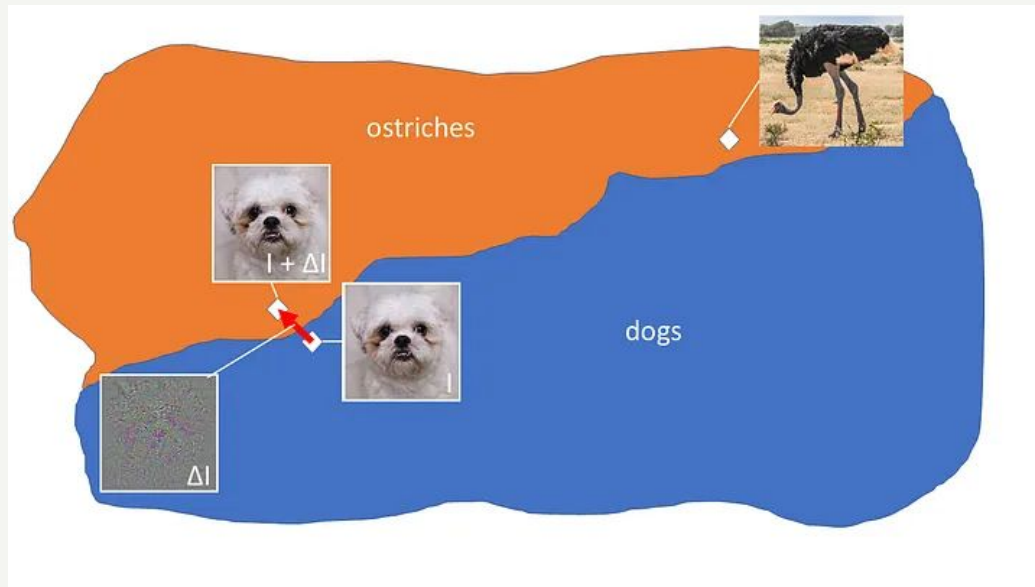 ostriches
I + ΔI
dogs
I
ΔI